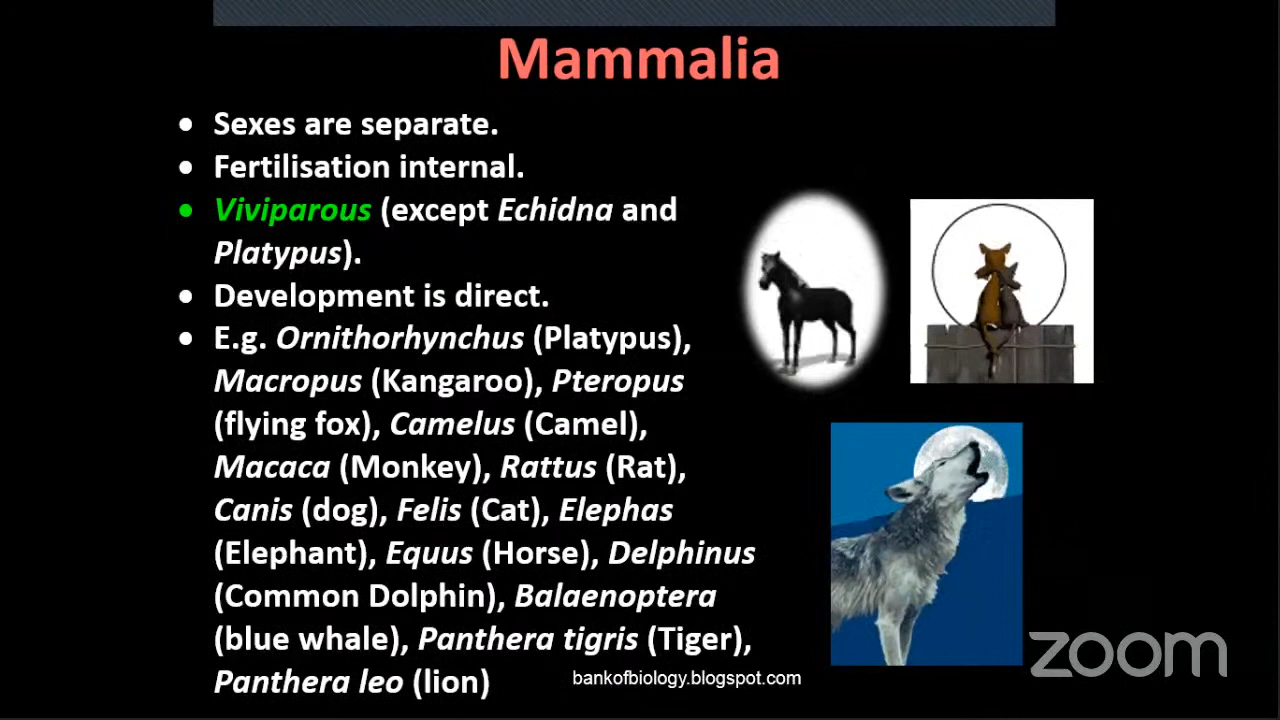 Mammalia
• Sexes are separate.
• Fertilisation internal.
• Viviparous (except Echidna and
Platypus).
• Development is direct.
• E.g. Ornithorhynchus (Platypus),
Macropus (Kangaroo), Pteropus
(flying fox), Camelus (Camel),
Macaca (Monkey), Rattus (Rat),
Canis (dog), Felis (Cat), Elephas
(Elephant), Equus (Horse), Delphinus
(Common Dolphin), Balaenoptera
(blue whale), Panthera tigris (Tiger),
Panthera leo (lion)
bankofbiology.blogspot.com
zoom